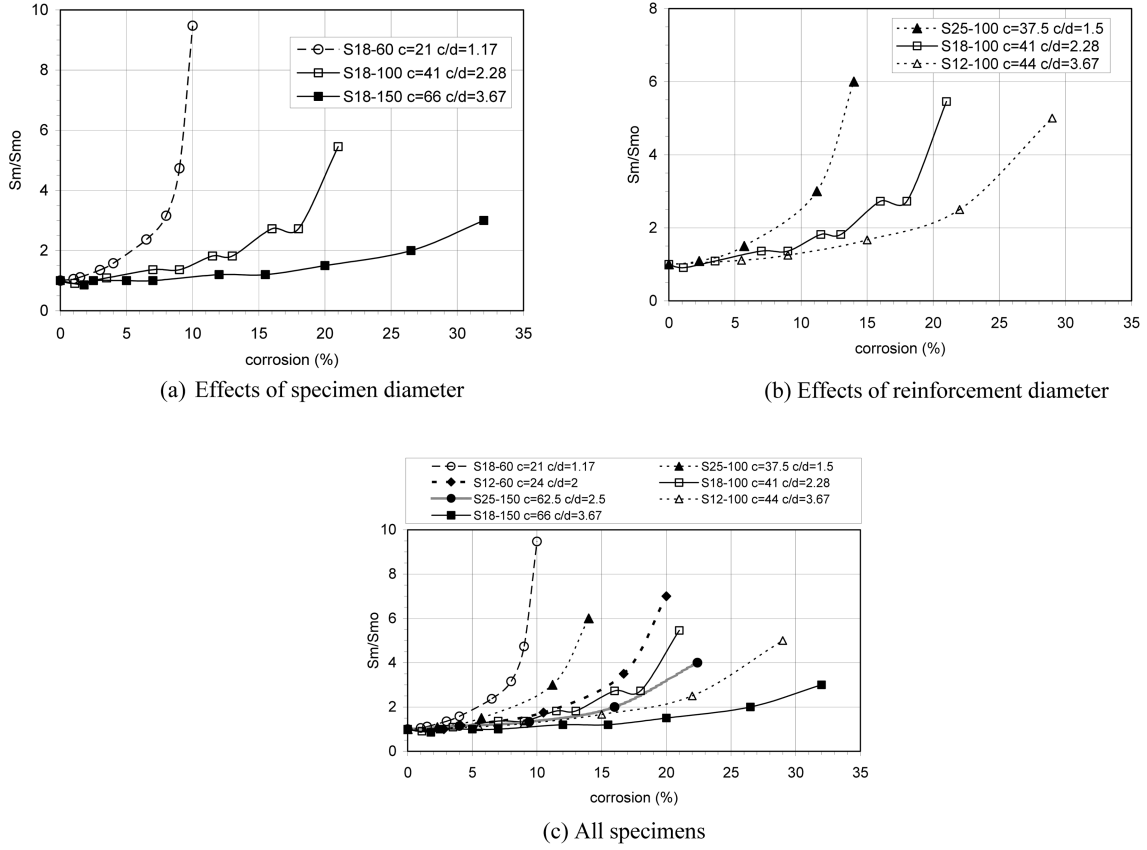 10
8
6
4
2
0
Sm/Smo
S18-60 c=21 c/d=1.17
S18-100 c=41 c/d=2.28
S18-150 c=66 c/d=3.67
0 5 10 15 20 25 30 35
corrosion (%)
(a) Effects of specimen diameter
8
6
4
2
0
Sm/Smo
S25-100 c=37.5 c/d=1.5
S18-100 c=41 c/d=2.28
S12-100 c=44 c/d=3.67
0 5 10 15 20 25 30 35
corrosion (%)
(b) Effects of reinforcement diameter
S18-60 c=21 c/d=1.17
S25-100 c=37.5 c/d=1.5
S12-60 c=24 c/d=2
S18-100 c=41 c/d=2.28
S25-150 c=62.5 c/d=2.5
S12-100 c=44 c/d=3.67
S18-150 c=66 c/d=3.67
10
8
6
4
2
0
Sm/Smo
0 5 10 15 20 25 30 35
corrosion (%)
(c) All specimens